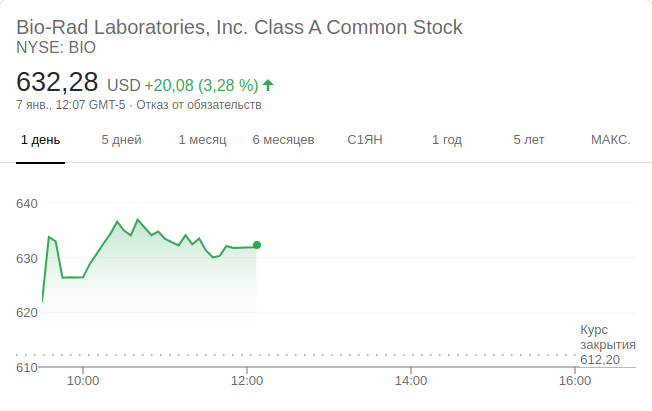 Bio-Rad Laboratories, Inc. Class A Common Stock
NYSE: BIO
632,28 USD +20,08 (3,28 %)
7 янв., 12:07 GMT-5 · Отказ от обязательств
1 день 5 дней 1 месяц 6 месяцев С1ЯН 1 год 5 лет МАКС.
640
630
620
Курс
закрытия
612,20
610
10:00 12:00 14:00 16:00